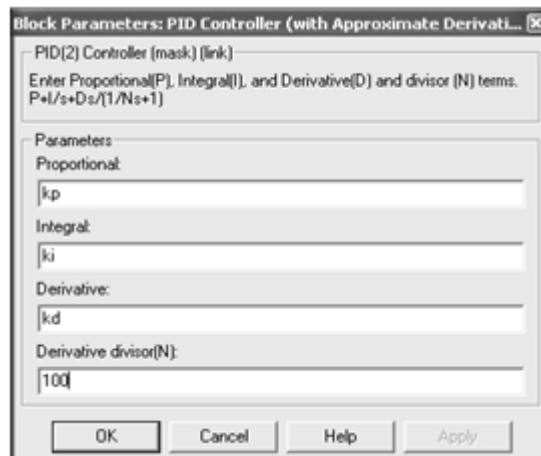 Block Parameters: PID Controller (with Approximate Derivati...
PID(2) Controller (mask) (link)
Enter Proportional(P), Integral(I), and Derivative(D) and divisor (N) terms.
P+I/s+Ds/(1/Ns+1)
Parameters
Proportional:
kp
Integral:
ki
Derivative:
kd
Derivative divisor(N):
100
OK
Cancel
Help
Apply